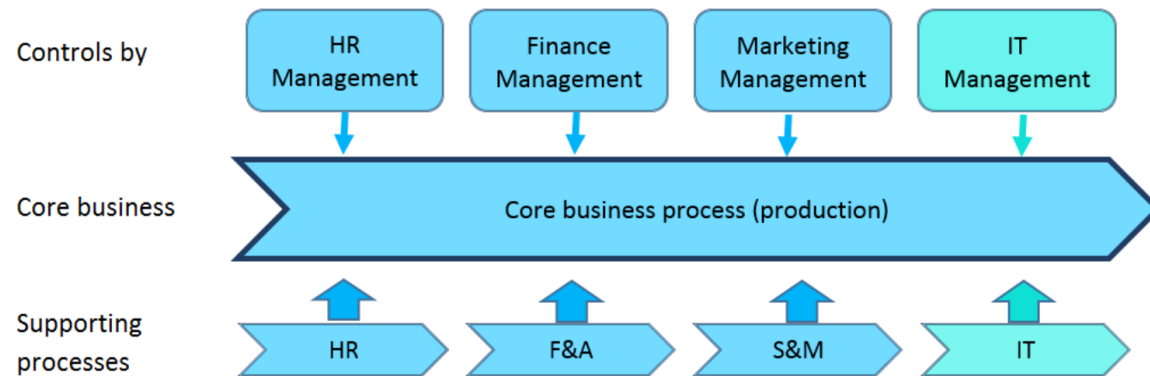 Controls by
HR
Management
Finance
Management
Marketing
Management
IT
Management
Core business
Core business process (production)
Supporting
processes
HR
F&A
S&M
IT